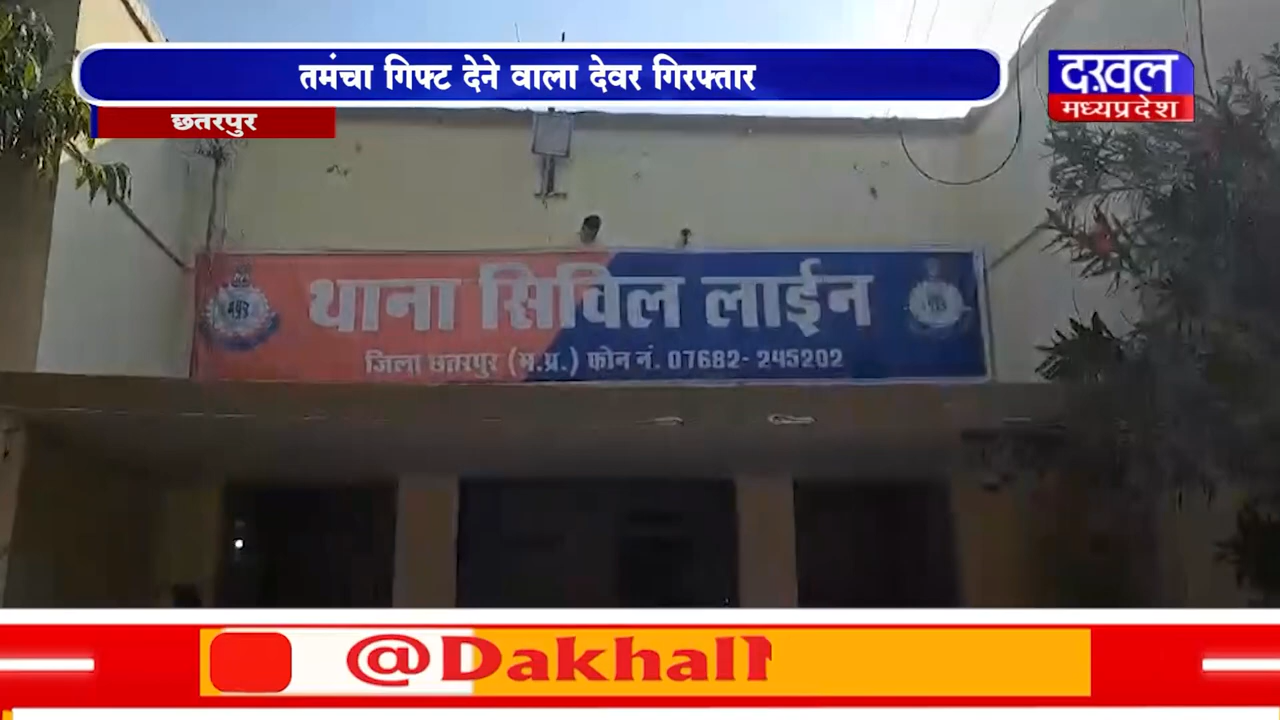 तमंचा गिफ्ट देने वाला देवर गिरफ्तार
दख़ल
मध्यप्रदेश
छतरपुर
थाना सिविल लाईन
जिला छतरपुर (म.प्र.) फोन नं. 07682-245202
@Dakhal